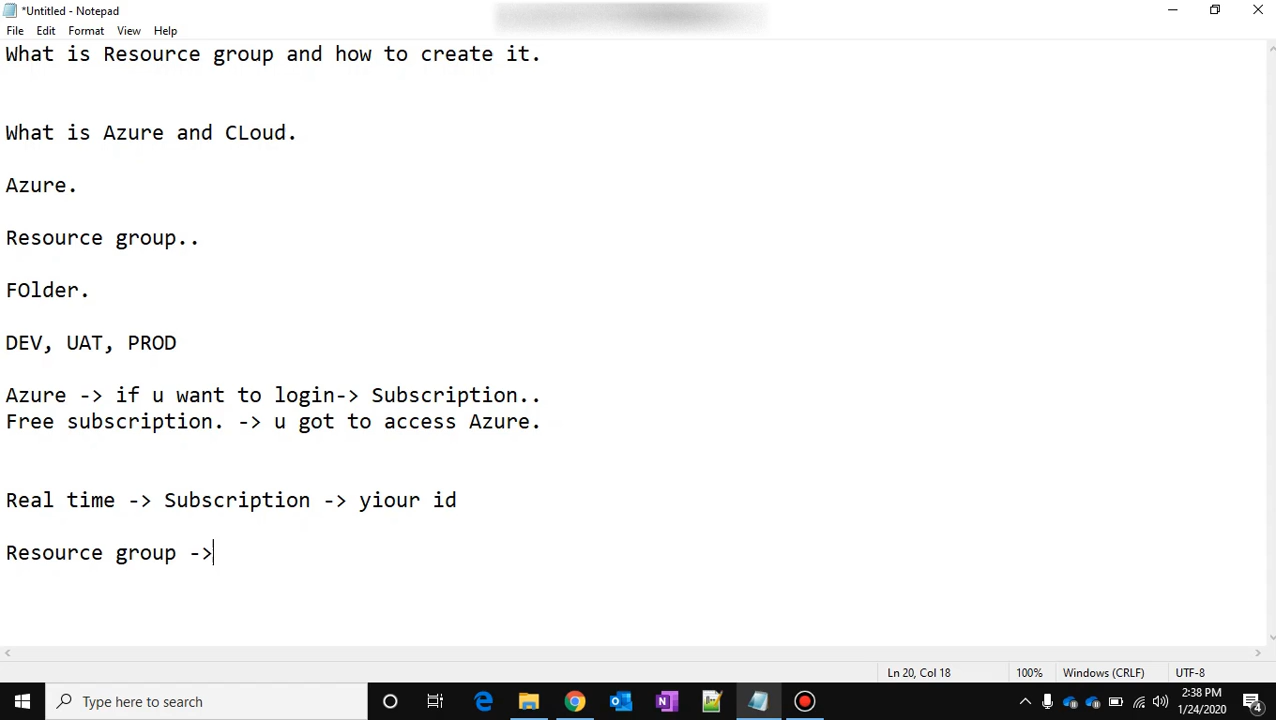 *Untitled - Notepad
File Edit Format View Help
What is Resource group and how to create it.
What is Azure and CLoud.
Azure.
Resource group..
FOlder.
DEV, UAT, PROD
Azure -> if u want to login-> Subscription..
Free subscription. -> u got to access Azure.
Real time -> Subscription -> yiour id
Resource group ->
Ln 20, Col 18 100% Windows (CRLF) UTF-8
Type here to search
2:38 PM
1/24/2020
4